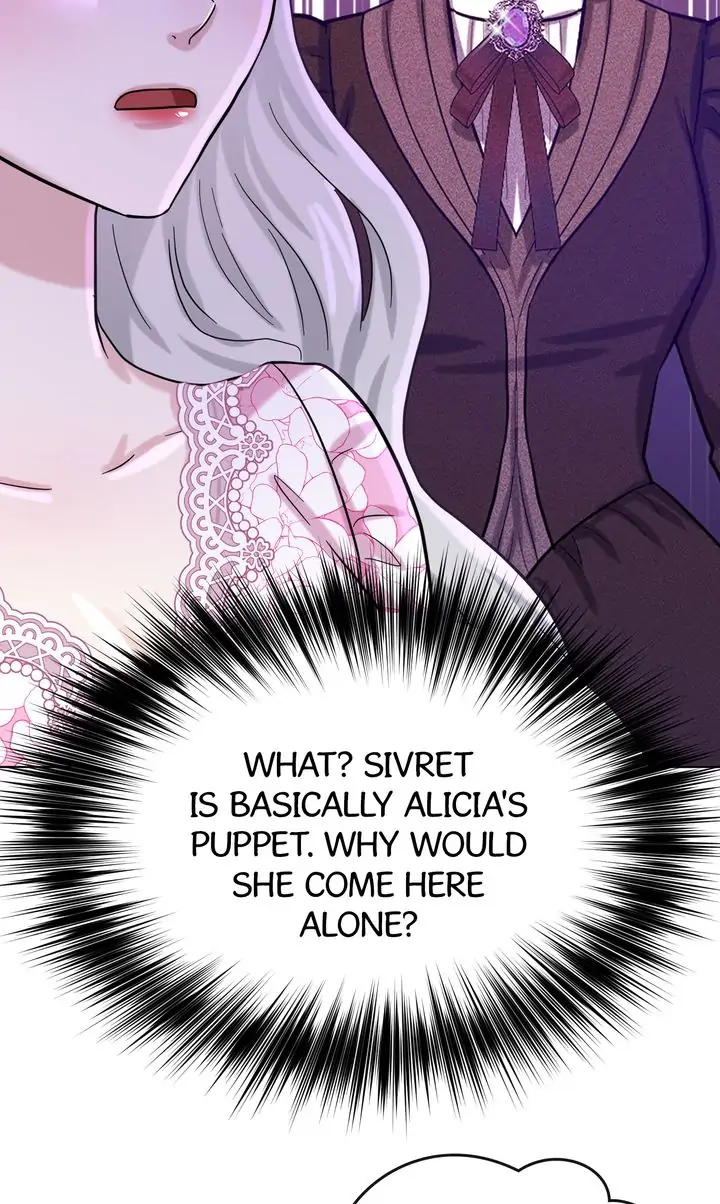 WHAT? SIVRET
IS BASICALLY ALICIA'S
PUPPET. WHY WOULD
SHE COME HERE
ALONE?